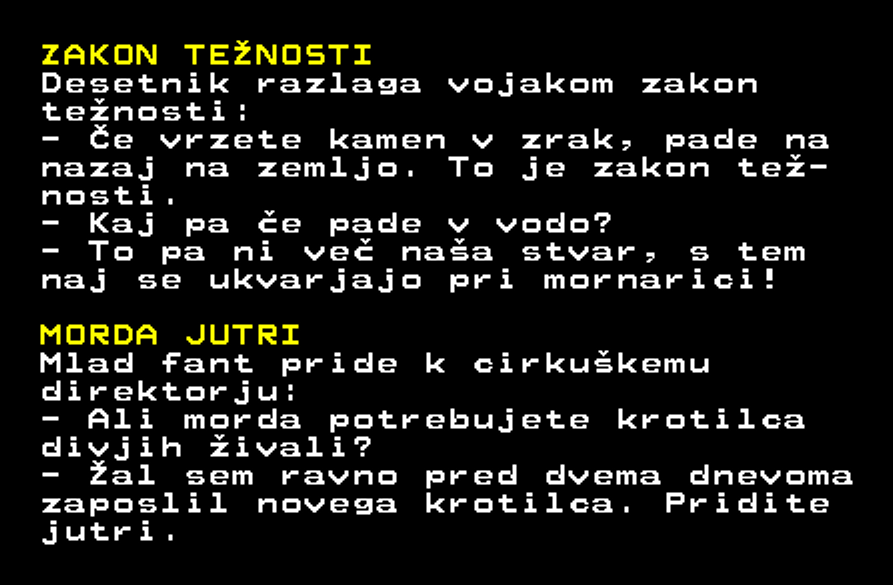 ZAKON TEŽNOSTI
Desetnik razlaga vojakom zakon
težnosti:
- Če vrzete kamen v zrak, pade na
nazaj na zemljo. To je zakon tež-
nosti.
- Kaj pa če pade v vodo?
- To pa ni več naša stvar, s tem
naj se ukvarjajo pri mornarici!
MORDA JUTRI
Mlad fant pride k cirkuškemu
direktorju:
- Ali morda potrebujete krotilca
divjih živali?
- Žal sem ravno pred dvema dnevoma
zaposlil novega krotilca. Pridite
jutri.